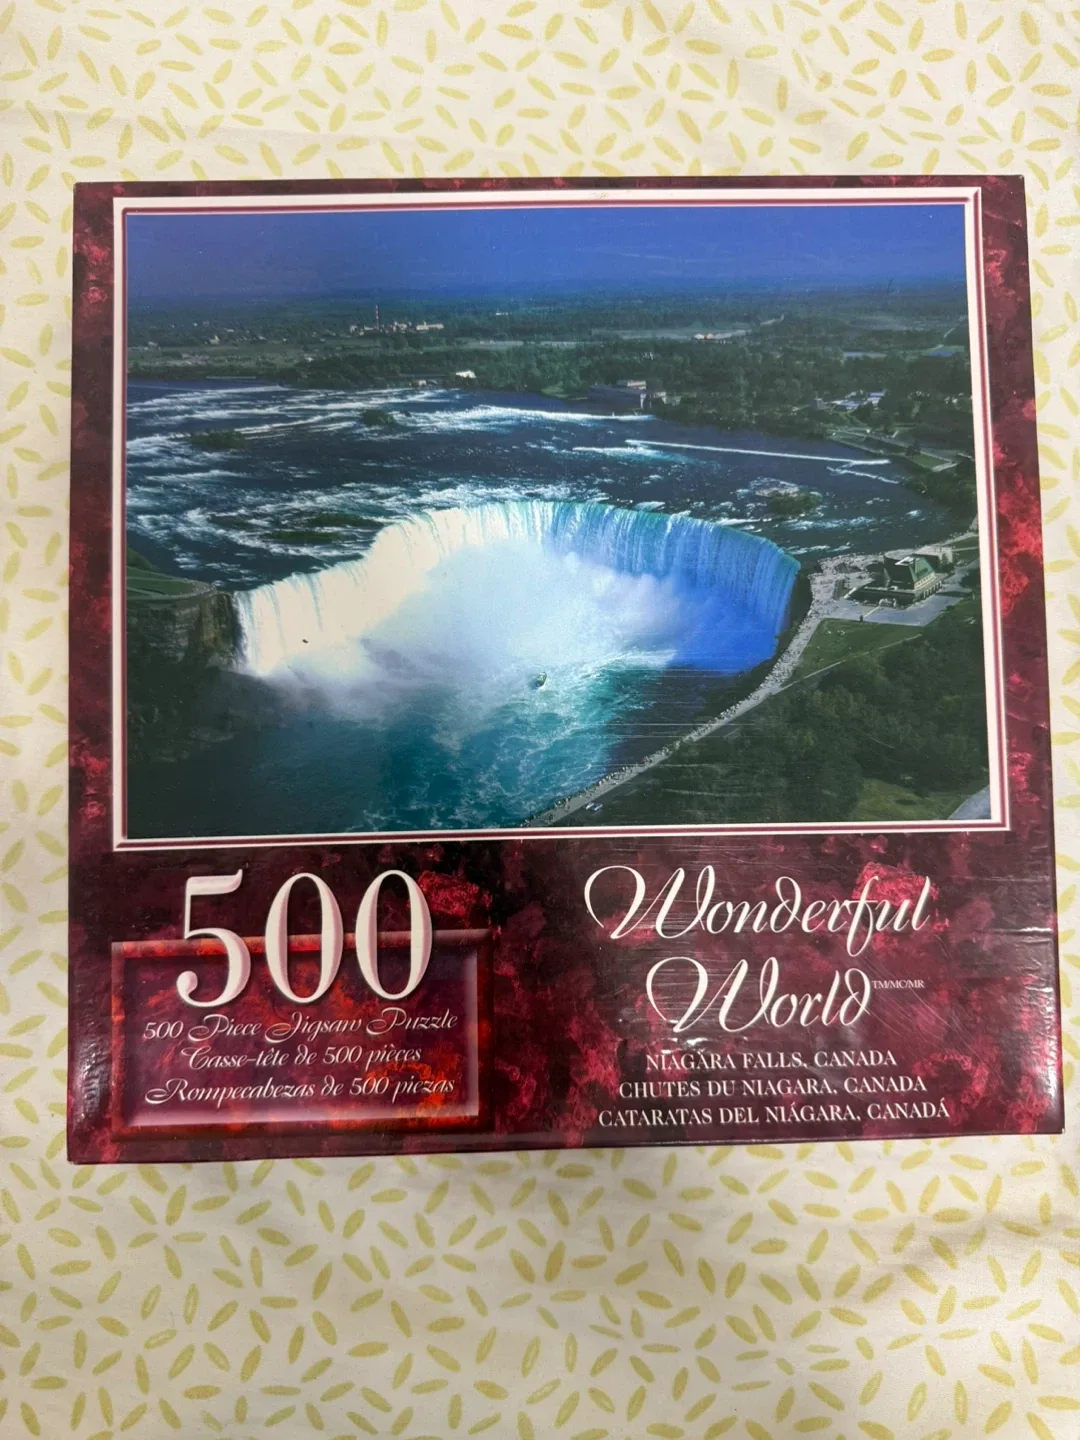 500
500 Piece Jigsaw Puzzle
Casse-tête de 500 pièces
Rompecabezas de 500 piezas
Wonderful
World TM/MC/MR
NIAGARA FALLS, CANADA
CHUTES DU NIAGARA, CANADA
CATARATAS DEL NIÁGARA, CANADÁ